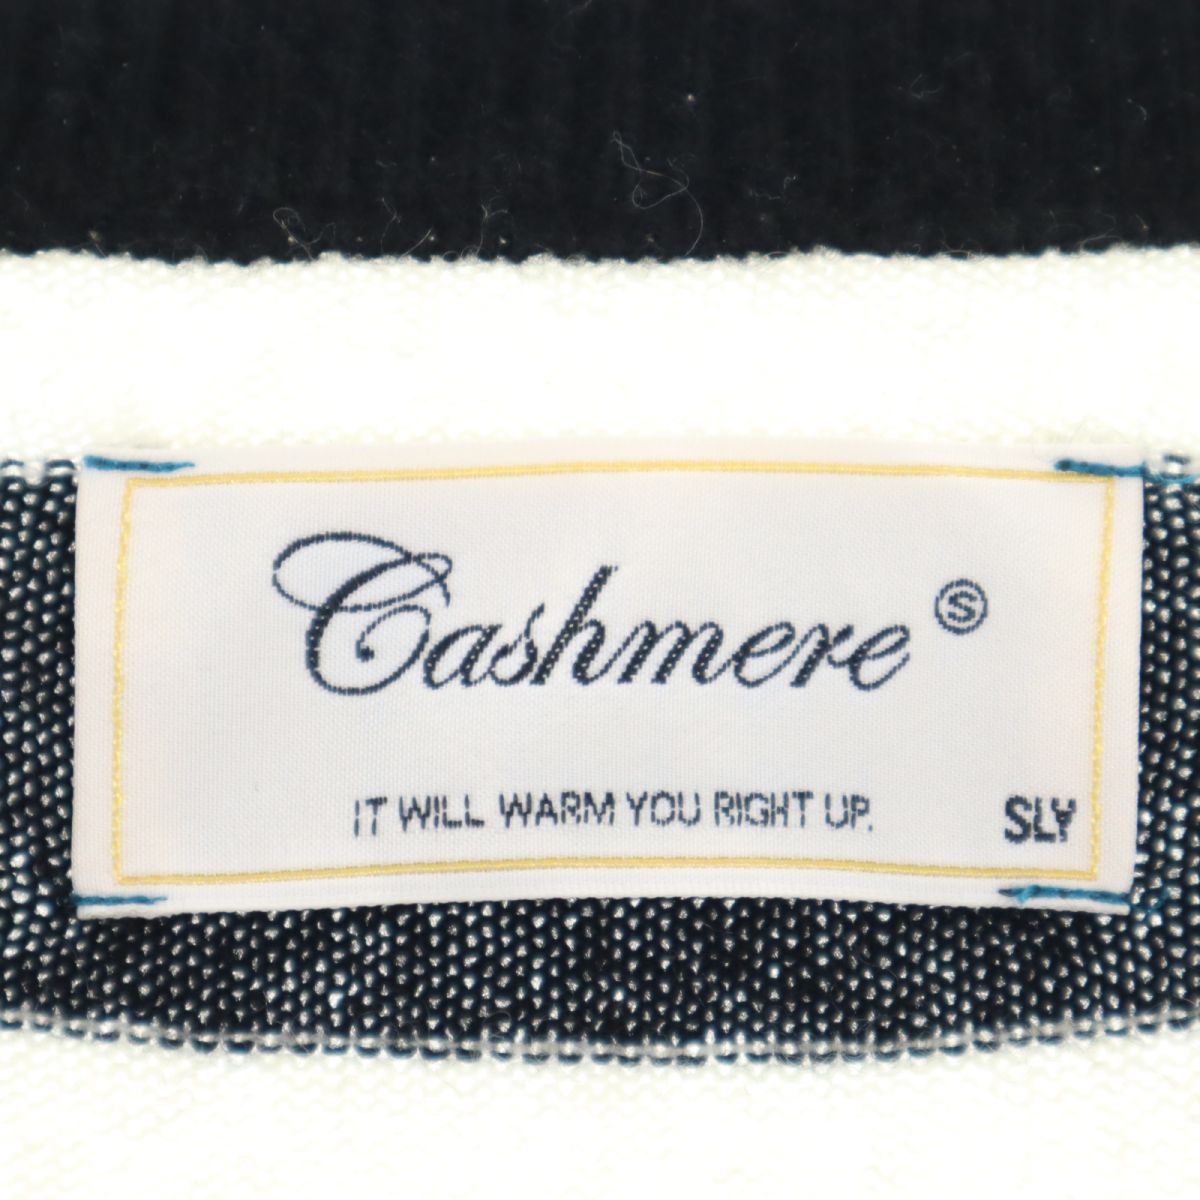 Cashmere Ⓢ
IT WILL WARM YOU RIGHT UP.
SLY